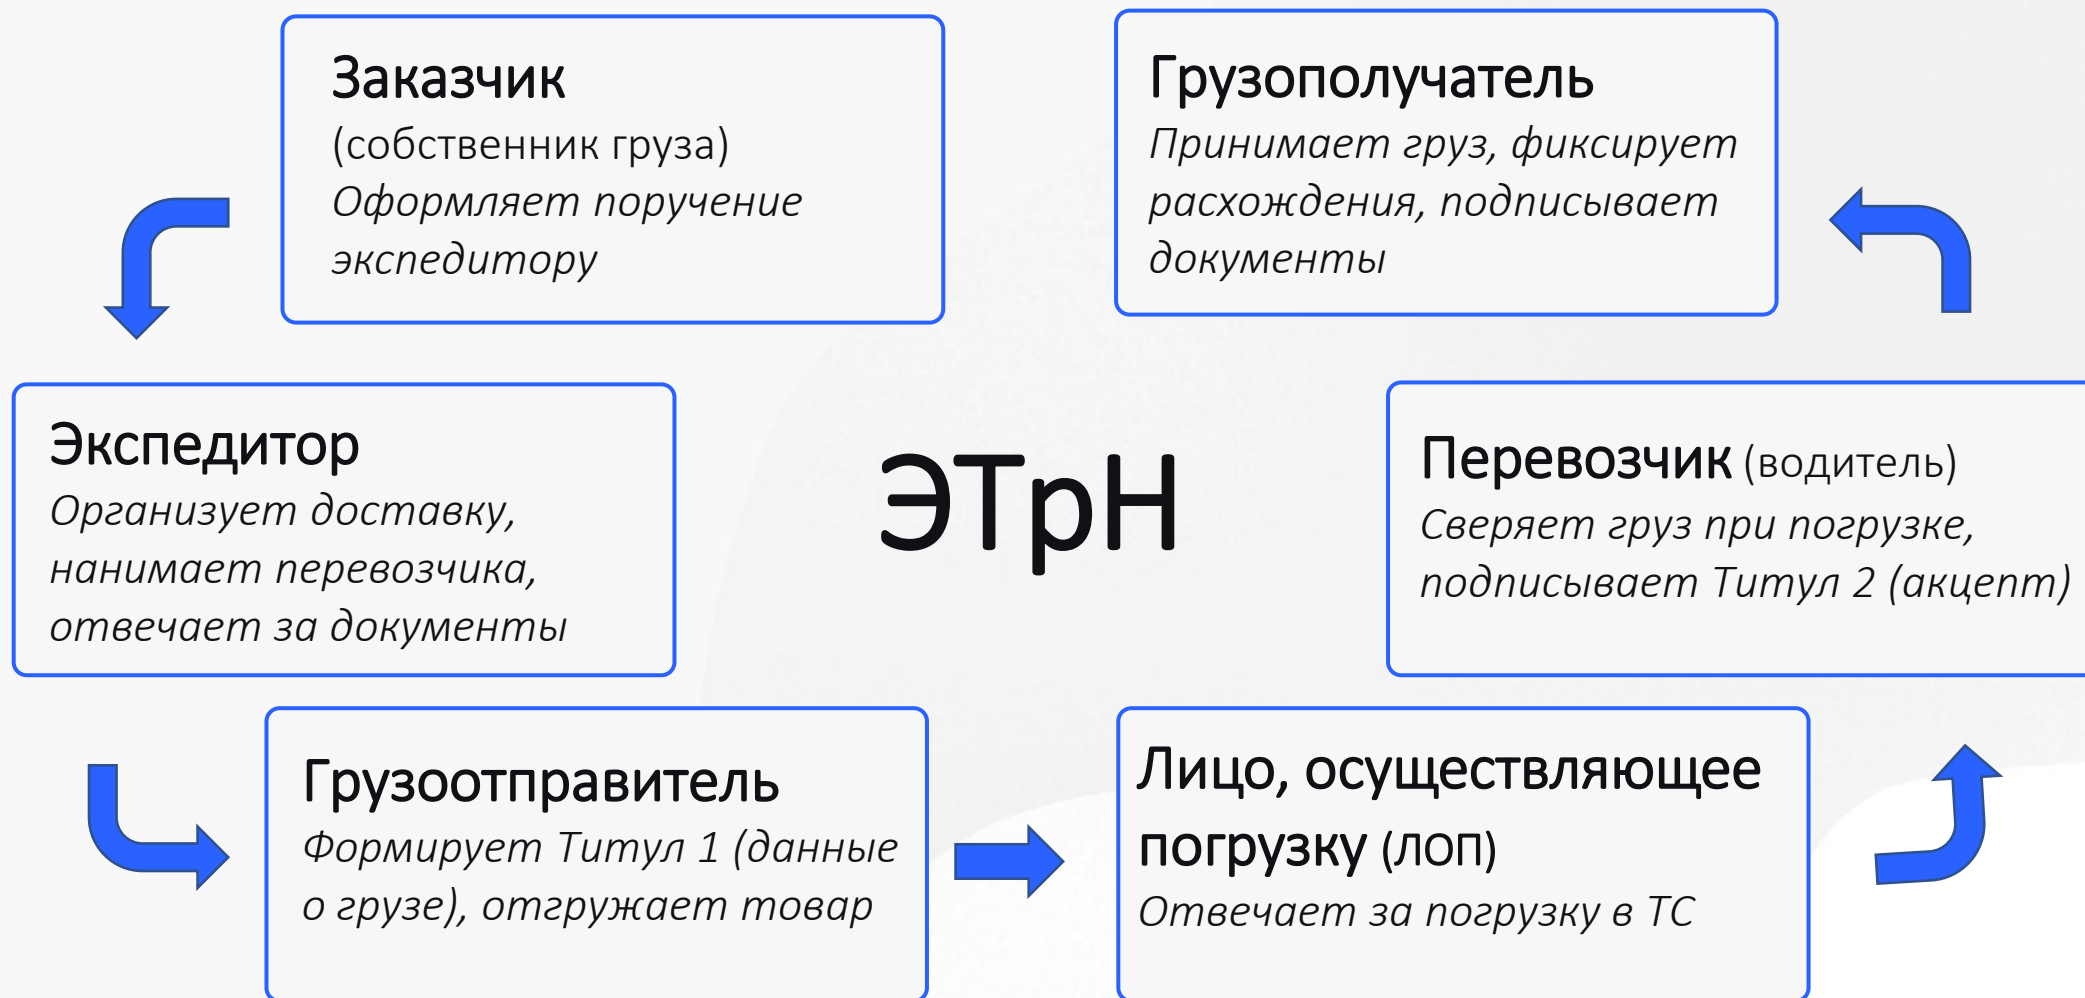 Заказчик
(собственник груза)
Оформляет поручение
экспедитору
Грузополучатель
Принимает груз, фиксирует
расхождения, подписывает
документы
Экспедитор
Организует доставку,
нанимает перевозчика,
отвечает за документы
ЭТрН
Перевозчик (водитель)
Сверяет груз при погрузке,
подписывает Титул 2 (акцепт)
Грузоотправитель
Формирует Титул 1 (данные
о грузе), отгружает товар
Лицо, осуществляющее
погрузку (ЛОП)
Отвечает за погрузку в ТС